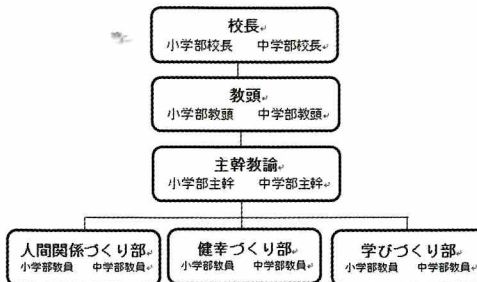 校長
小学部校長 中学部校長
教頭
小学部教頭 中学部教頭
主幹教諭
小学部主幹 中学部主幹
人間関係づくり部 健幸づくり部 学びづくり部
小学部教員 中学部教員 小学部教員 中学部教員 小学部教員 中学部教員